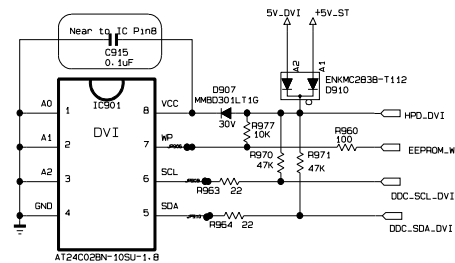 5V_DVI +5V_ST
Near to IC Pin8
C915
0.1uF
A2 A1
ENKMC2838-T112
D910
IC901
DVI
A0 1 8 VCC
D907
MMBD301LT1G
30V
HPD_DVI
R977
10K
A1 2 7 WP
R960
100
EEPROM_W
R970
47K
R971
47K
A2 3 6 SCL
R963 22
DDC_SCL_DVI
GND 4 5 SDA
R964 22
DDC_SDA_DVI
AT24C02BN-10SU-1.8